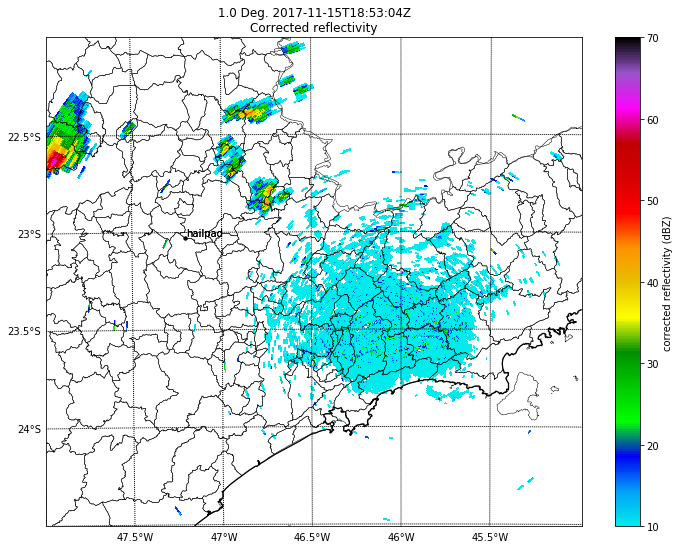 1.0 Deg. 2017-11-15T18:53:04Z
Corrected reflectivity
22.5°S
23°S
23.5°S
24°S
hailpad
47.5°W
47°W
46.5°W
46°W
45.5°W
70
60
50
40
30
20
10
corrected reflectivity (dBZ)